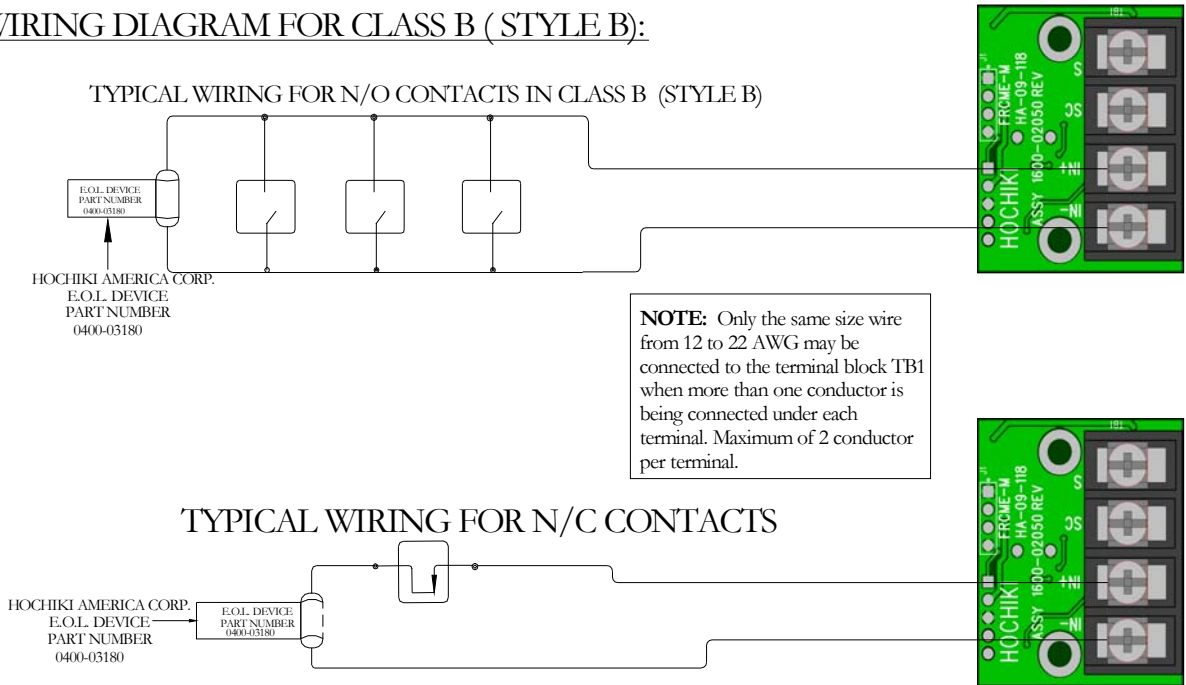 WIRING DIAGRAM FOR CLASS B ( STYLE B):
TYPICAL WIRING FOR N/O CONTACTS IN CLASS B (STYLE B)
E.O.L. DEVICE
PART NUMBER
0400-03180
HOCHIKI AMERICA CORP.
E.O.L. DEVICE
PART NUMBER
0400-03180
TB1
J1
FRCME-M
HA-09-118
HOCHIKI
ASSY 1600-02050 REV
S
SC
IN+
IN-
NOTE: Only the same size wire
from 12 to 22 AWG may be
connected to the terminal block TB1
when more than one conductor is
being connected under each
terminal. Maximum of 2 conductor
per terminal.
TYPICAL WIRING FOR N/C CONTACTS
HOCHIKI AMERICA CORP.
E.O.L. DEVICE
PART NUMBER
0400-03180
E.O.L. DEVICE
PART NUMBER
0400-03180
TB1
J1
FRCME-M
HA-09-118
HOCHIKI
ASSY 1600-02050 REV
S
SC
IN+
IN-